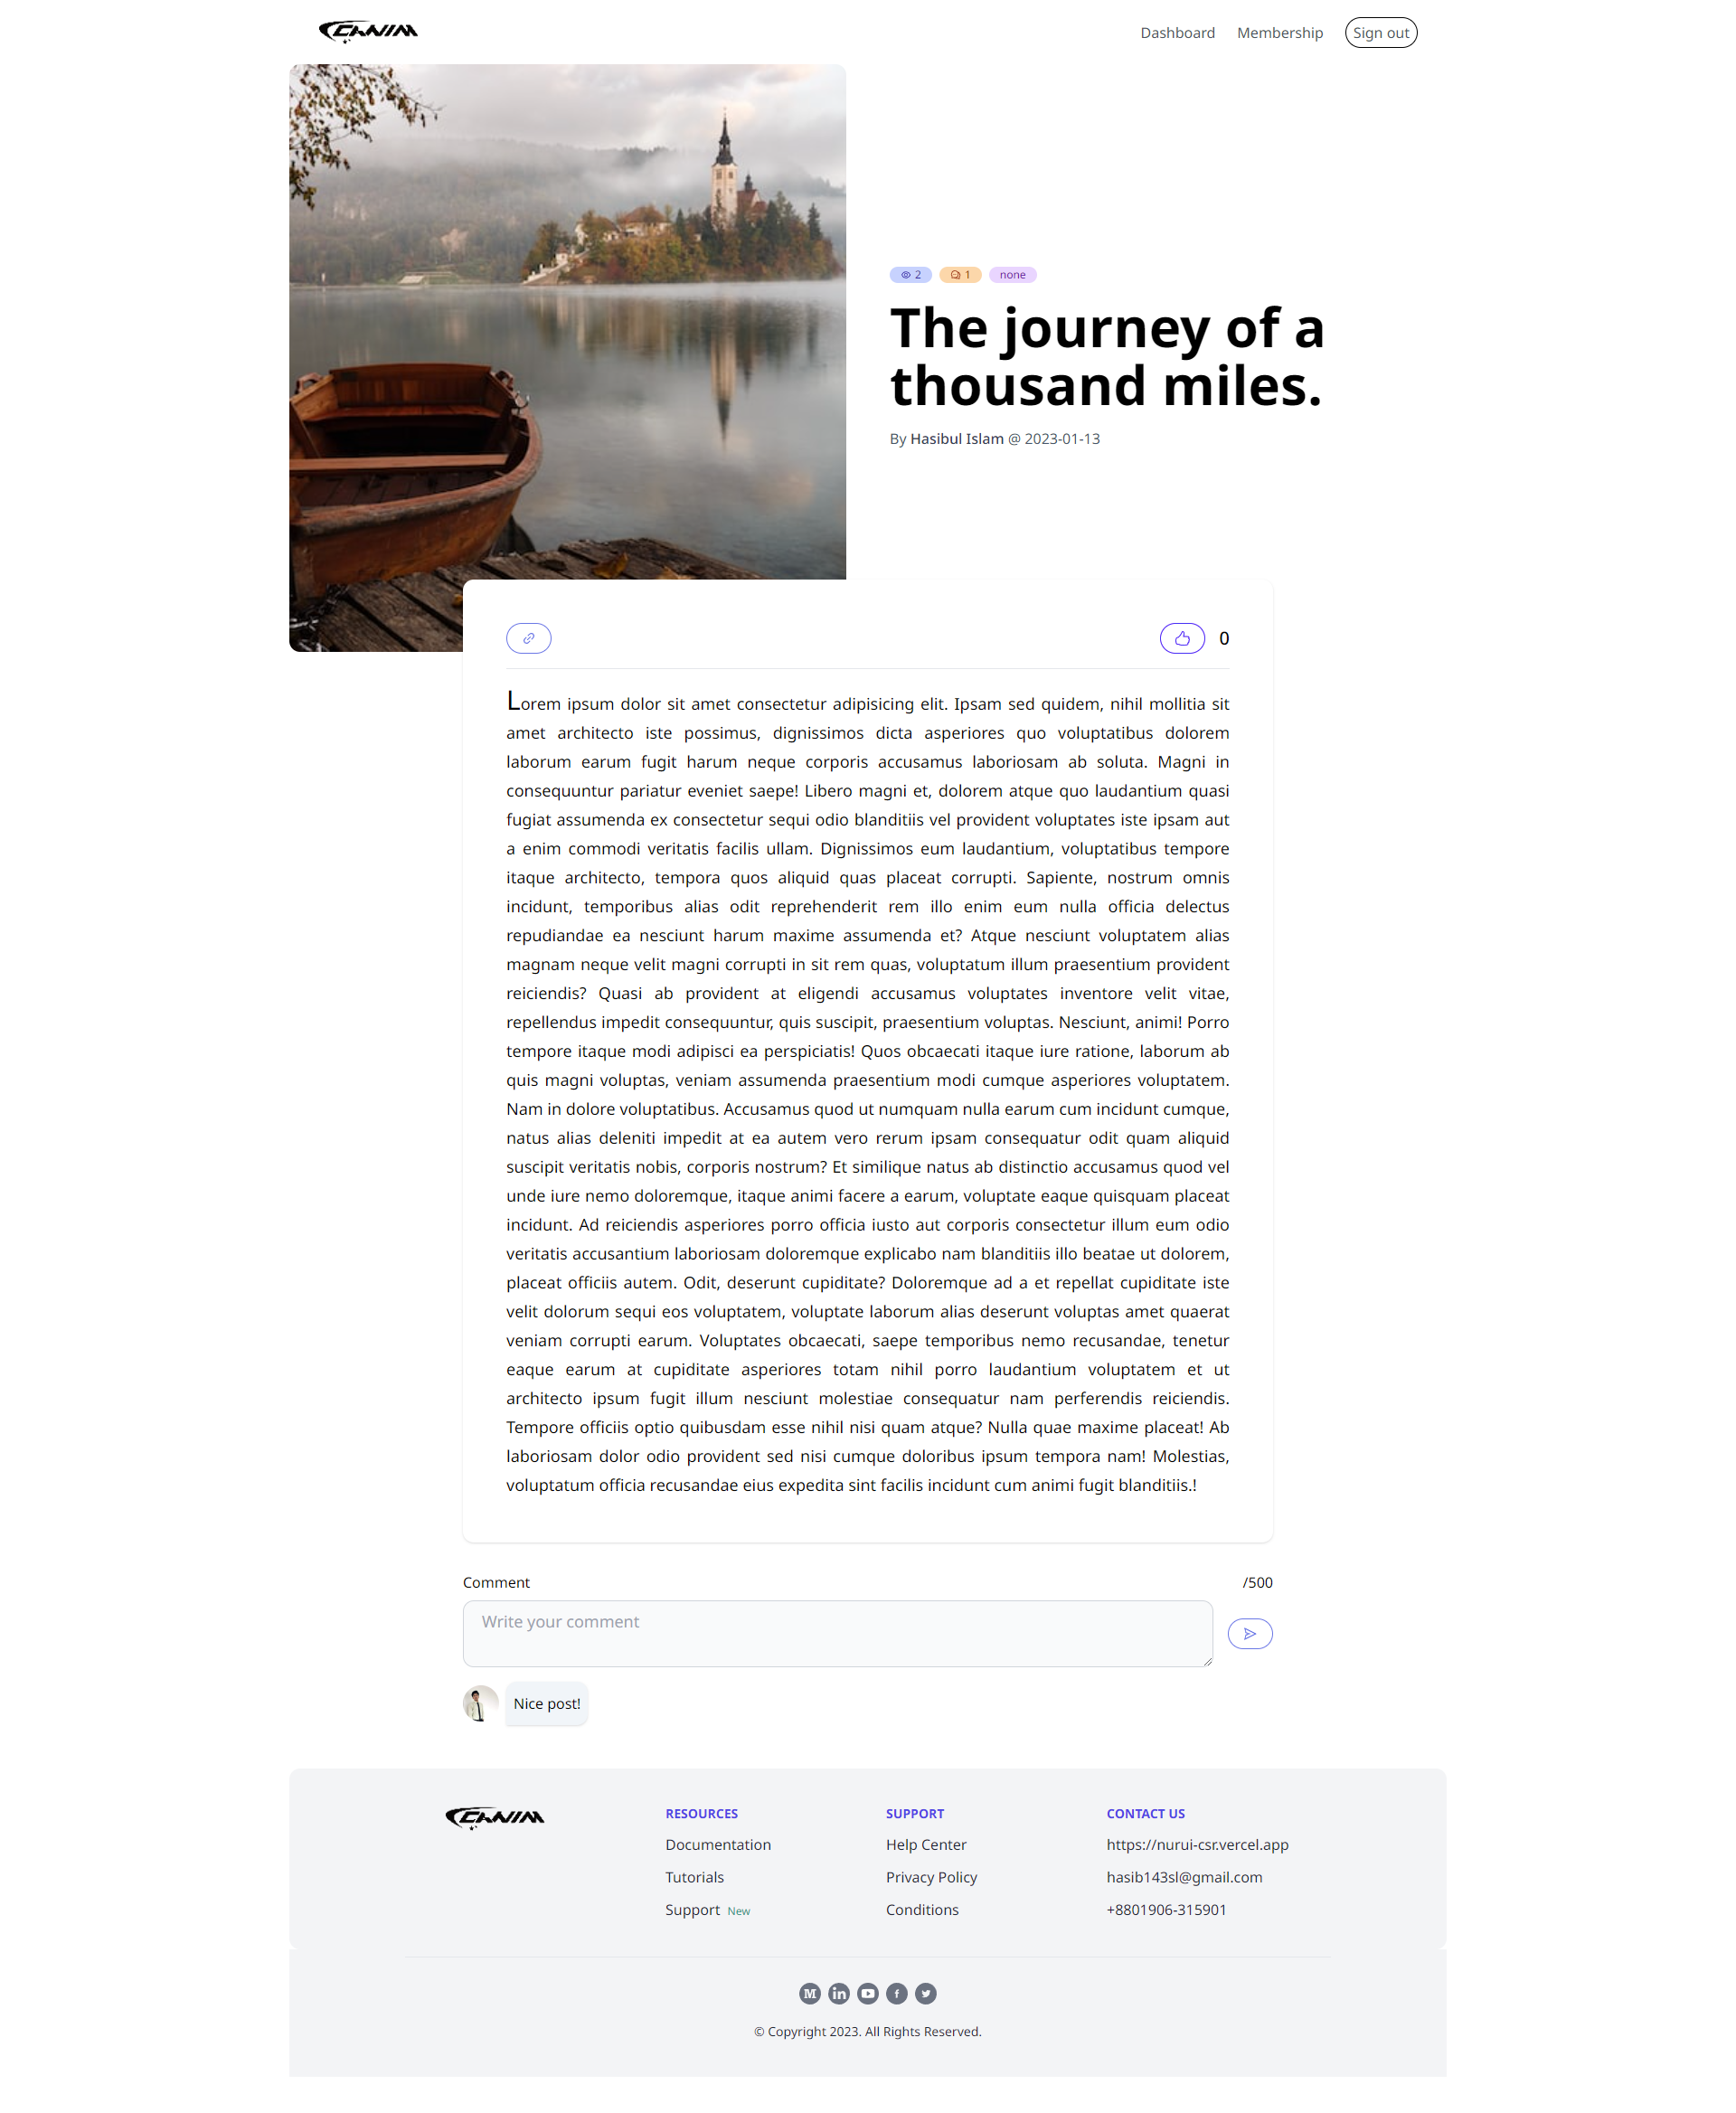 CANIM
Dashboard Membership Sign out
2 1 none
The journey of a
thousand miles.
By Hasibul Islam @ 2023-01-13
0
Lorem ipsum dolor sit amet consectetur adipisicing elit. Ipsam sed quidem, nihil mollitia sit
amet architecto iste possimus, dignissimos dicta asperiores quo voluptatibus dolorem
laborum earum fugit harum neque corporis accusamus laboriosam ab soluta. Magni in
consequuntur pariatur eveniet saepe! Libero magni et, dolorem atque quo laudantium quasi
fugiat assumenda ex consectetur sequi odio blanditiis vel provident voluptates iste ipsam aut
a enim commodi veritatis facilis ullam. Dignissimos eum laudantium, voluptatibus tempore
itaque architecto, tempora quos aliquid quas placeat corrupti. Sapiente, nostrum omnis
incidunt, temporibus alias odit reprehenderit rem illo enim eum nulla officia delectus
repudiandae ea nesciunt harum maxime assumenda et? Atque nesciunt voluptatem alias
magnam neque velit magni corrupti in sit rem quas, voluptatum illum praesentium provident
reiciendis? Quasi ab provident at eligendi accusamus voluptates inventore velit vitae,
repellendus impedit consequuntur, quis suscipit, praesentium voluptas. Nesciunt, animi! Porro
tempore itaque modi adipisci ea perspiciatis! Quos obcaecati itaque iure ratione, laborum ab
quis magni voluptas, veniam assumenda praesentium modi cumque asperiores voluptatem.
Nam in dolore voluptatibus. Accusamus quod ut numquam nulla earum cum incidunt cumque,
natus alias deleniti impedit at ea autem vero rerum ipsam consequatur odit quam aliquid
suscipit veritatis nobis, corporis nostrum? Et similique natus ab distinctio accusamus quod vel
unde iure nemo doloremque, itaque animi facere a earum, voluptate eaque quisquam placeat
incidunt. Ad reiciendis asperiores porro officia iusto aut corporis consectetur illum eum odio
veritatis accusantium laboriosam doloremque explicabo nam blanditiis illo beatae ut dolorem,
placeat officiis autem. Odit, deserunt cupiditate? Doloremque ad a et repellat cupiditate iste
velit dolorum sequi eos voluptatem, voluptate laborum alias deserunt voluptas amet quaerat
veniam corrupti earum. Voluptates obcaecati, saepe temporibus nemo recusandae, tenetur
eaque earum at cupiditate asperiores totam nihil porro laudantium voluptatem et ut
architecto ipsum fugit illum nesciunt molestiae consequatur nam perferendis reiciendis.
Tempore officiis optio quibusdam esse nihil nisi quam atque? Nulla quae maxime placeat! Ab
laboriosam dolor odio provident sed nisi cumque doloribus ipsum tempora nam! Molestias,
voluptatum officia recusandae eius expedita sint facilis incidunt cum animi fugit blanditiis.!
Comment /500
Write your comment
Nice post!
CANIM
RESOURCES
Documentation
Tutorials
Support New
SUPPORT
Help Center
Privacy Policy
Conditions
CONTACT US
https://nurui-csr.vercel.app
hasib143sl@gmail.com
+8801906-315901
© Copyright 2023. All Rights Reserved.